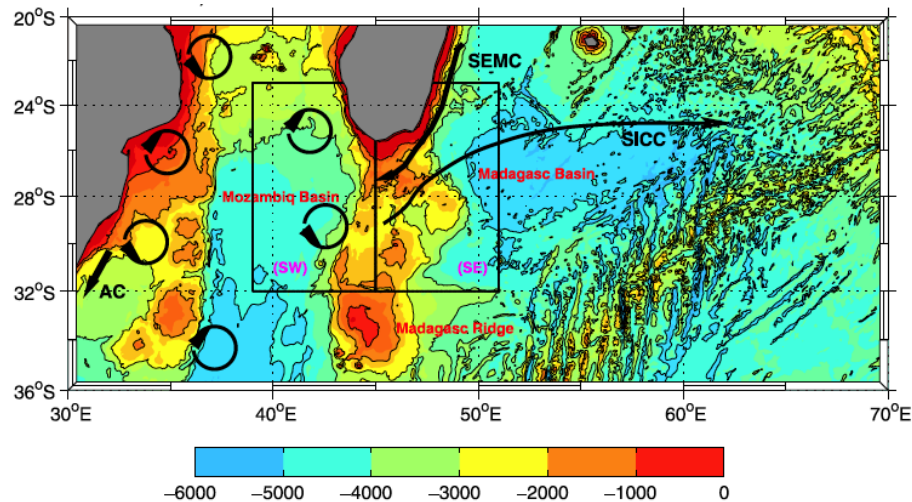 20°S
SEMC
24°S
SICC
Madagasc Basin
28°S
Mozambiq Basin
(SW)
(SE)
32°S
AC
Madagasc Ridge
36°S
30°E
40°E
50°E
60°E
70°E
−6000
−5000
−4000
−3000
−2000
−1000
0